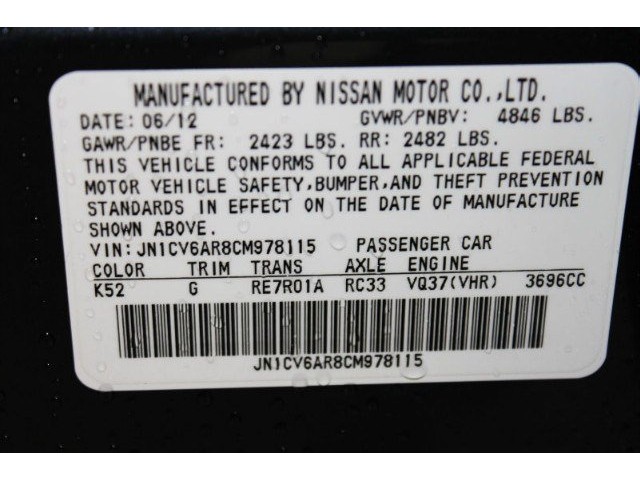 MANUFACTURED BY NISSAN MOTOR CO.,LTD.
DATE: 06/12 GVWR/PNBV: 4846 LBS.
GAWR/PNBE FR: 2423 LBS. RR: 2482 LBS.
THIS VEHICLE CONFORMS TO ALL APPLICABLE FEDERAL
MOTOR VEHICLE SAFETY,BUMPER,AND THEFT PREVENTION
STANDARDS IN EFFECT ON THE DATE OF MANUFACTURE
SHOWN ABOVE.
VIN: JN1CV6AR8CM978115 PASSENGER CAR
COLOR TRIM TRANS AXLE ENGINE
K52 G RE7R01A RC33 VQ37(VHR) 3696CC
JN1CV6AR8CM978115